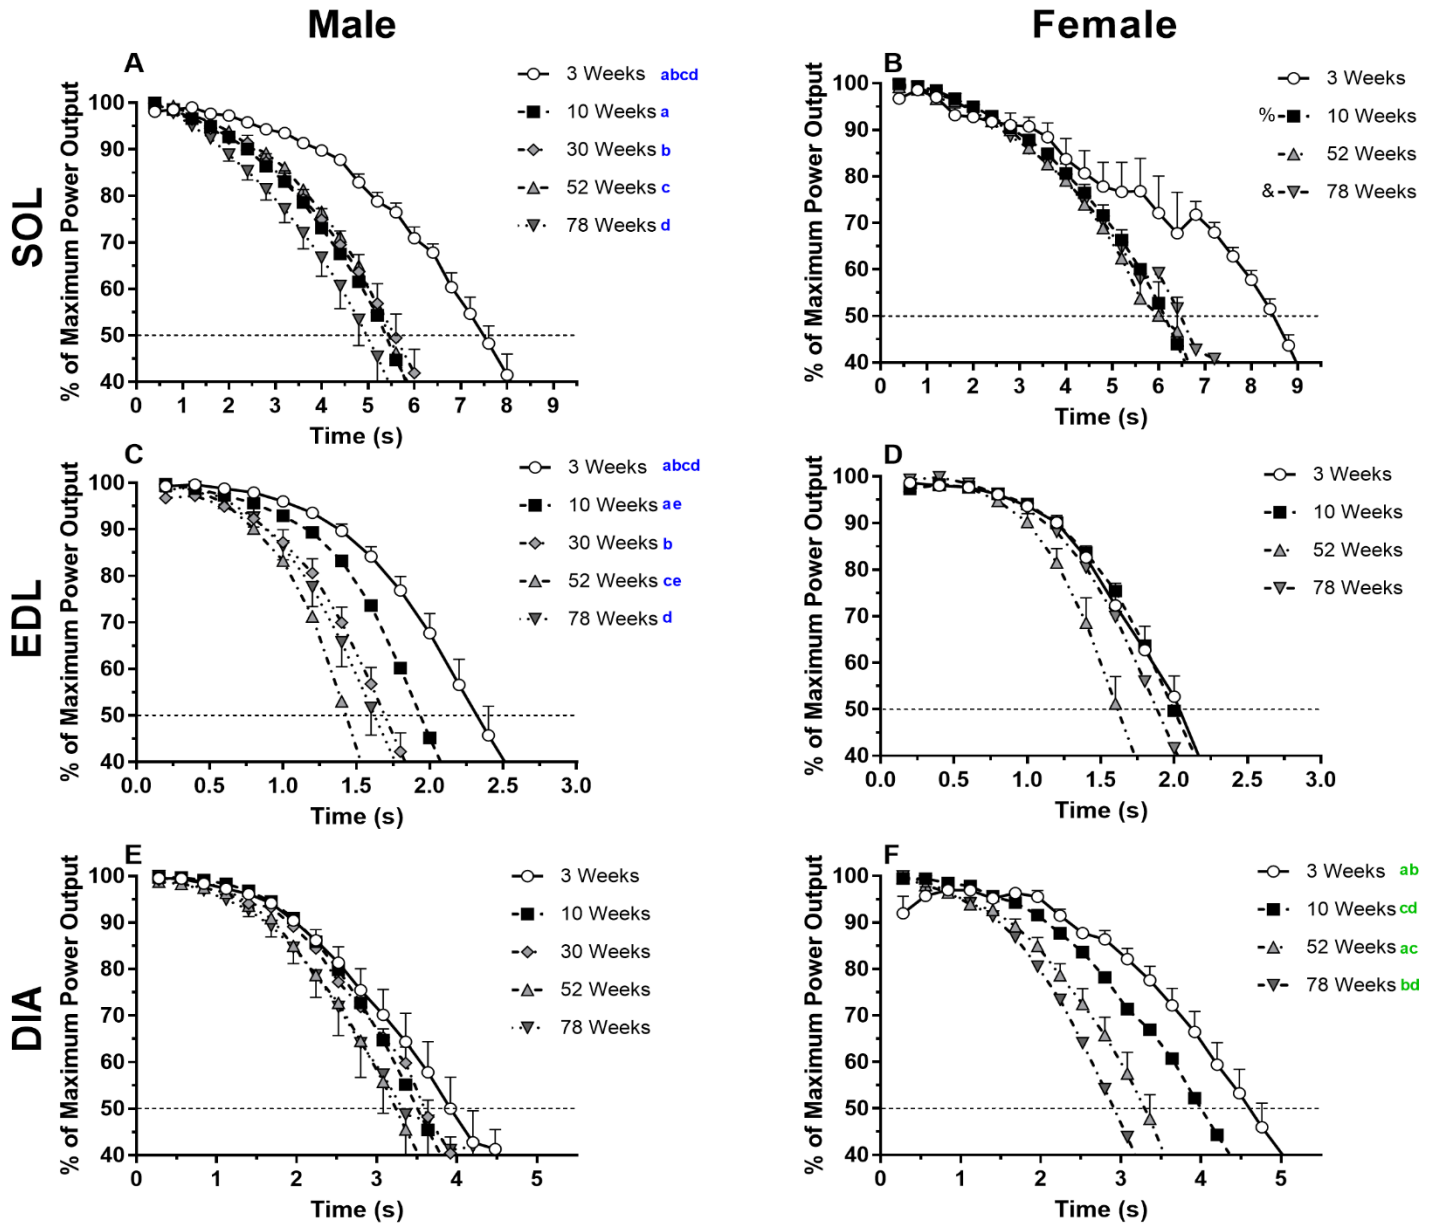 Male
Female
SOL
EDL
DIA
A
% of Maximum Power Output
100
90
80
70
60
50
40
0 1 2 3 4 5 6 7 8 9
Time (s)
3 Weeks abcd
10 Weeks a
30 Weeks b
52 Weeks c
78 Weeks d
B
% of Maximum Power Output
100
90
80
70
60
50
40
0 1 2 3 4 5 6 7 8 9
Time (s)
3 Weeks
% 10 Weeks
52 Weeks
& 78 Weeks
C
% of Maximum Power Output
100
90
80
70
60
50
40
0.0 0.5 1.0 1.5 2.0 2.5 3.0
Time (s)
3 Weeks abcd
10 Weeks ae
30 Weeks b
52 Weeks ce
78 Weeks d
D
% of Maximum Power Output
100
90
80
70
60
50
40
0.0 0.5 1.0 1.5 2.0 2.5 3.0
Time (s)
3 Weeks
10 Weeks
52 Weeks
78 Weeks
E
% of Maximum Power Output
100
90
80
70
60
50
40
0 1 2 3 4 5
Time (s)
3 Weeks
10 Weeks
30 Weeks
52 Weeks
78 Weeks
F
% of Maximum Power Output
100
90
80
70
60
50
40
0 1 2 3 4 5
Time (s)
3 Weeks ab
10 Weeks cd
52 Weeks ac
78 Weeks bd